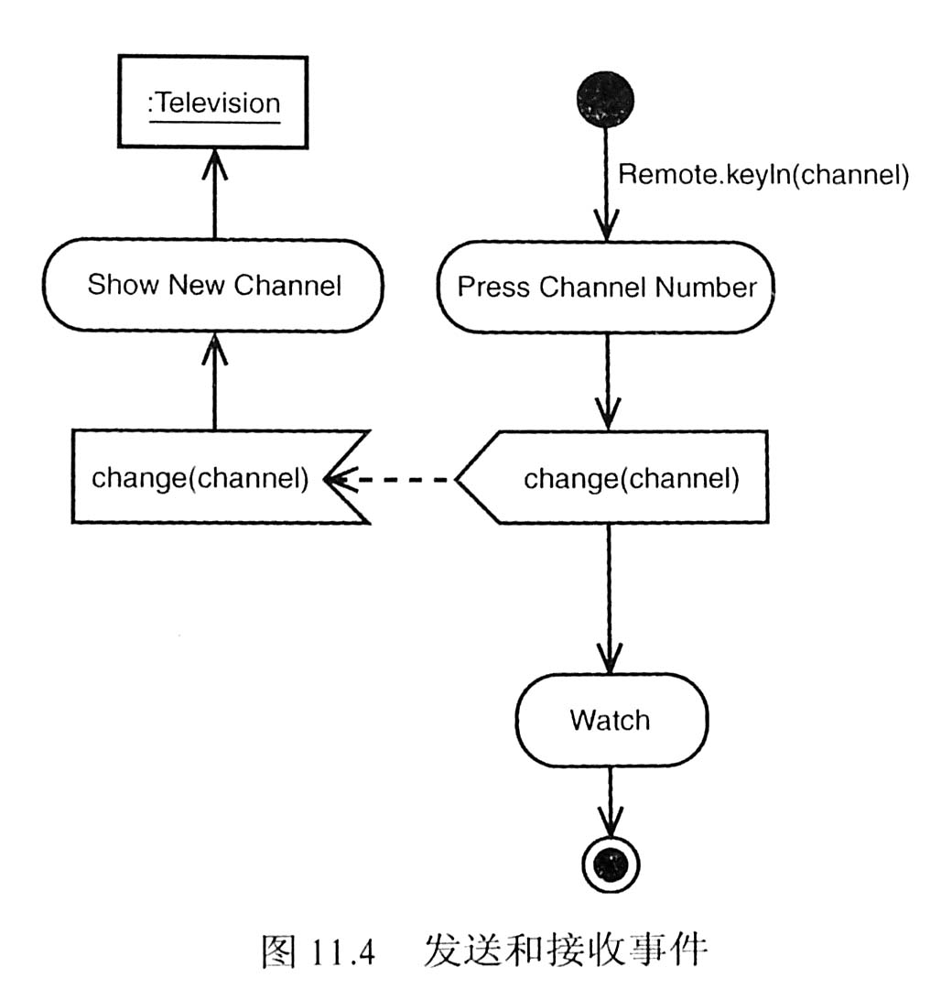 :Television
Remote.keyIn(channel)
Show New Channel
Press Channel Number
change(channel)
change(channel)
Watch
图 11.4 发送和接收事件